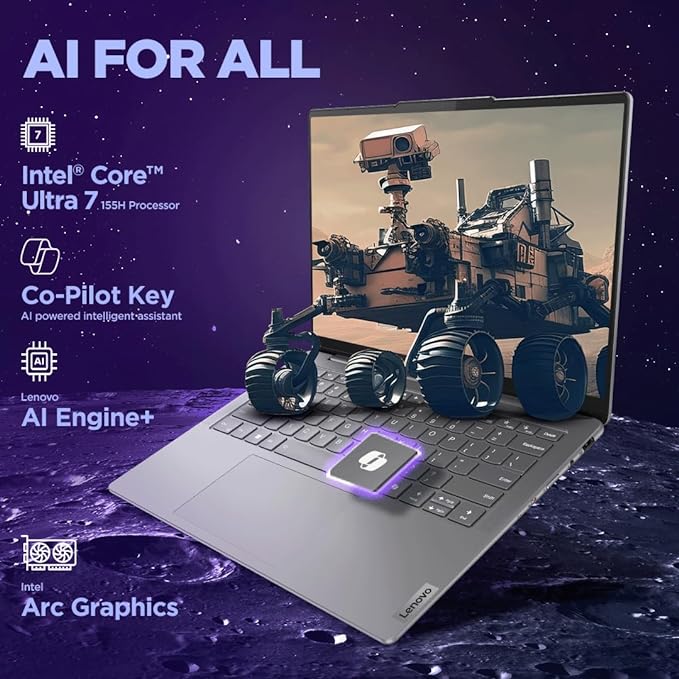 AI FOR ALL
7
Intel® Core™
Ultra 7 155H Processor
Co-Pilot Key
AI powered intelligent assistant
AI
Lenovo
AI Engine+
Intel
Arc Graphics
Lenovo